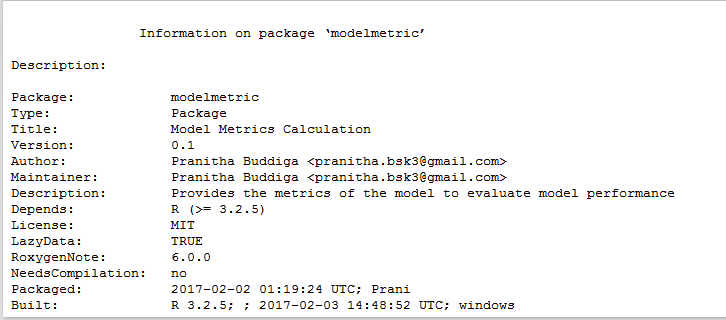 Information on package ‘modelmetric’
Description:
Package: modelmetric
Type: Package
Title: Model Metrics Calculation
Version: 0.1
Author: Pranitha Buddiga <pranitha.bsk3@gmail.com>
Maintainer: Pranitha Buddiga <pranitha.bsk3@gmail.com>
Description: Provides the metrics of the model to evaluate model performance
Depends: R (>= 3.2.5)
License: MIT
LazyData: TRUE
RoxygenNote: 6.0.0
NeedsCompilation: no
Packaged: 2017-02-02 01:19:24 UTC; Prani
Built: R 3.2.5; ; 2017-02-03 14:48:52 UTC; windows